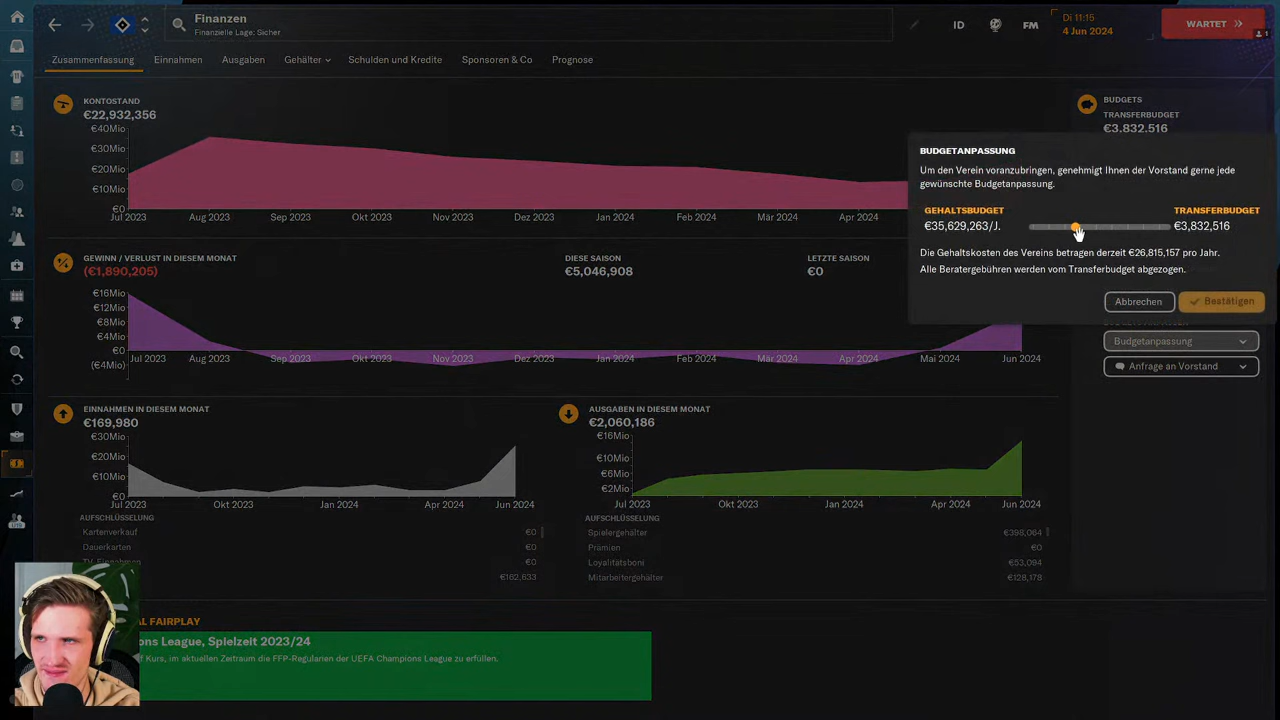 Finanzen
Finanzielle Lage: Sicher
ID
FM
Di 11:15
4 Jun 2024
WARTET
1
Zusammenfassung
Einnahmen
Ausgaben
Gehälter
Schulden und Kredite
Sponsoren & Co
Prognose
KONTOSTAND
€22,932,356
€40Mio
€30Mio
€20Mio
€10Mio
€0
Jul 2023
Aug 2023
Sep 2023
Okt 2023
Nov 2023
Dez 2023
Jan 2024
Feb 2024
Mär 2024
Apr 2024
BUDGETS
TRANSFERBUDGET
€3.832.516
BUDGETANPASSUNG
Um den Verein voranzubringen, genehmigt Ihnen der Vorstand gerne jede
gewünschte Budgetanpassung.
GEHALTSBUDGET
€35,629,263/J.
TRANSFERBUDGET
€3,832,516
Die Gehaltskosten des Vereins betragen derzeit €26,815,157 pro Jahr.
Alle Beratergebühren werden vom Transferbudget abgezogen.
Abbrechen
Bestätigen
Budgetanpassung
Anfrage an Vorstand
GEWINN / VERLUST IN DIESEM MONAT
(€1,890,205)
DIESE SAISON
€5,046,908
LETZTE SAISON
€0
€16Mio
€12Mio
€8Mio
€4Mio
€0
(€4Mio)
Jul 2023
Aug 2023
Sep 2023
Okt 2023
Nov 2023
Dez 2023
Jan 2024
Feb 2024
Mär 2024
Apr 2024
Mai 2024
Jun 2024
EINNAHMEN IN DIESEM MONAT
€169,980
€30Mio
€20Mio
€10Mio
€0
Jul 2023
Okt 2023
Jan 2024
Apr 2024
Jun 2024
AUFSCHLÜSSELUNG
Kartenverkauf
€0
Dauerkarten
€0
TV-Einnahmen
€0
€162,633
AUSGABEN IN DIESEM MONAT
€2,060,186
€16Mio
€10Mio
€6Mio
€2Mio
Jul 2023
Okt 2023
Jan 2024
Apr 2024
Jun 2024
AUFSCHLÜSSELUNG
Spielergehälter
€398,064
Prämien
€0
Loyalitätsboni
€53,094
Mitarbeitergehälter
€128,178
AL FAIRPLAY
ions League, Spielzeit 2023/24
f Kurs, im aktuellen Zeitraum die FFP-Regularien der UEFA Champions League zu erfüllen.
U19